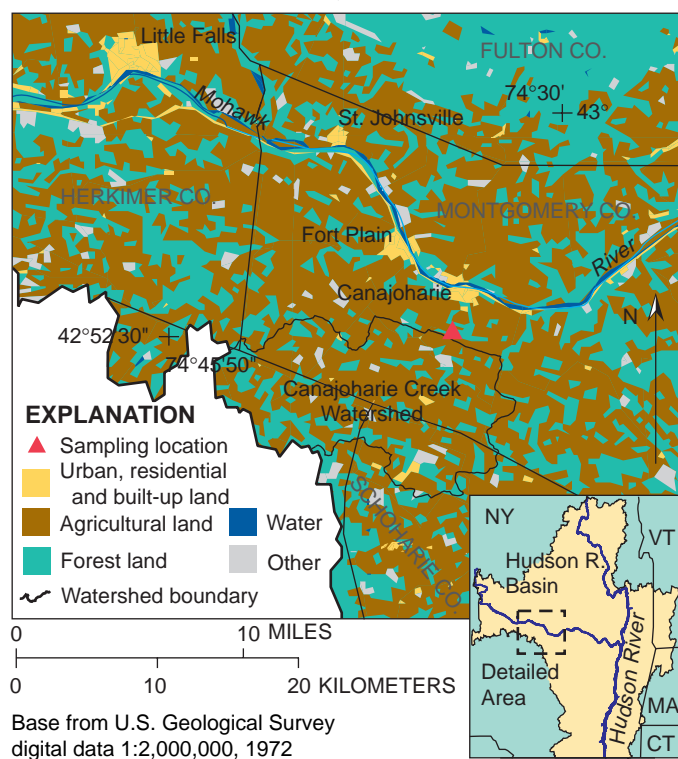 Little Falls
FULTON CO.
74°30'
43°
Mohawk
St. Johnsville
HERKIMER CO.
MONTGOMERY CO.
Fort Plain
River
Canajoharie
N
42°52'30"
74°45'50"
Canajoharie Creek
Watershed
SCHOHARIE CO.
EXPLANATION
Sampling location
Urban, residential
and built-up land
Agricultural land
Water
Forest land
Other
Watershed boundary
NY
VT
Hudson R.
Basin
Detailed
Area
Hudson River
MA
CT
0 10 MILES
0 10 20 KILOMETERS
Base from U.S. Geological Survey
digital data 1:2,000,000, 1972